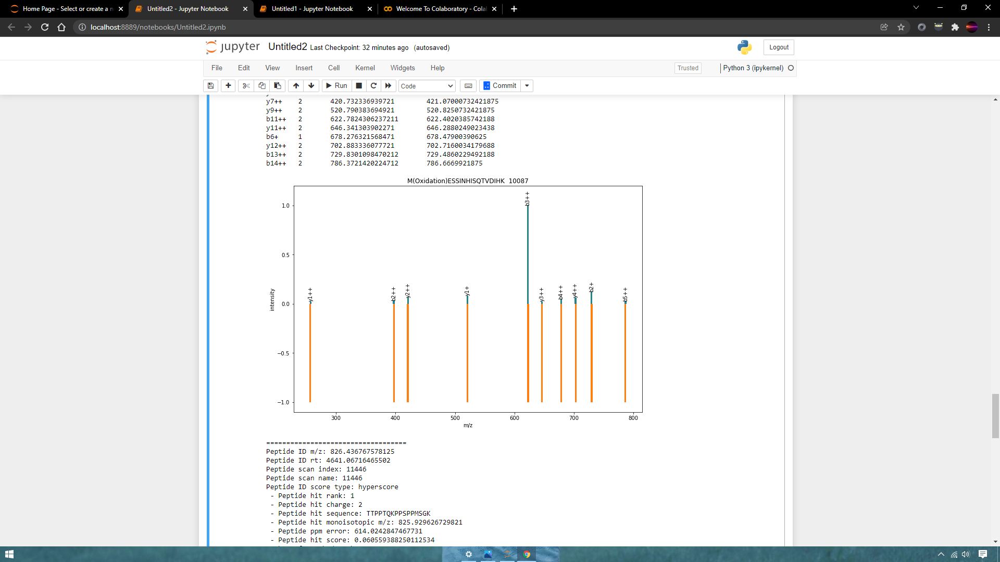 Home Page - Select or create a n
Untitled2 - Jupyter Notebook
Untitled1 - Jupyter Notebook
Welcome To Colaboratory - Cola
localhost:8889/notebooks/Untitled2.ipynb
jupyter Untitled2 Last Checkpoint: 32 minutes ago (autosaved)
Logout
File Edit View Insert Cell Kernel Widgets Help
Trusted
Python 3 (ipykernel)
Run
Code
Commit
y7++ 2 420.732336939721 421.07000732421875
y9++ 2 520.790383694921 520.8250732421875
b11++ 2 622.7824306237211 622.4020385742188
y11++ 2 646.341303902271 646.2880249023438
b6+ 1 678.276321568471 678.47900390625
y12++ 2 702.883336077721 702.7160034179688
b13++ 2 729.8301098470212 729.4860229492188
b14++ 2 786.3721420224712 786.6669921875
M(Oxidation)ESSINHISQTVDIHK 10087
b3++
1.0
0.5
y1++
b2++
y2++
y1+
y3++
b4++
y4++
b2+
b5++
intensity
0.0
−0.5
−1.0
300 400 500 600 700 800
m/z
===================================
Peptide ID m/z: 826.436767578125
Peptide ID rt: 4641.06716465502
Peptide scan index: 11446
Peptide scan name: 11446
Peptide ID score type: hyperscore
- Peptide hit rank: 1
- Peptide hit charge: 2
- Peptide hit sequence: TTPPTQKPPSPPMSGK
- Peptide hit monoisotopic m/z: 825.929626729821
- Peptide ppm error: 614.0242847467731
- Peptide hit score: 0.060559388250112534